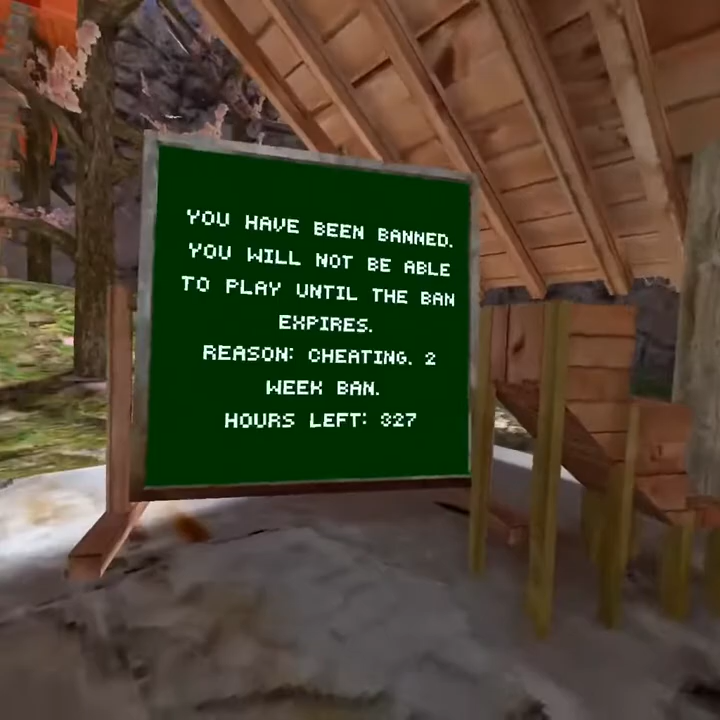 YOU HAVE BEEN BANNED.
YOU WILL NOT BE ABLE
TO PLAY UNTIL THE BAN
EXPIRES.
REASON: CHEATING. 2
WEEK BAN.
HOURS LEFT: 327